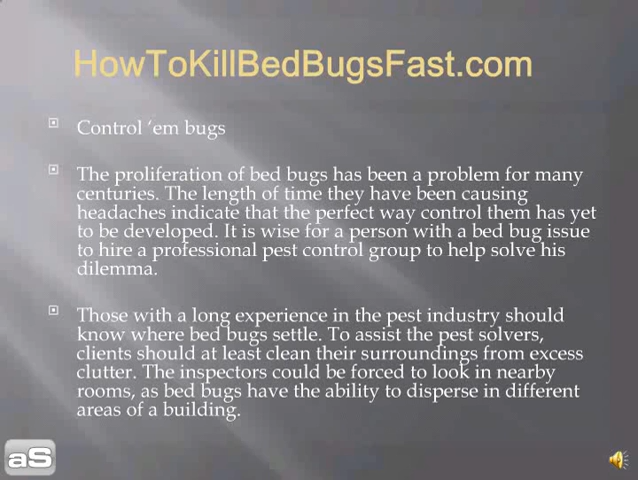 HowToKillBedBugsFast.com
Control ‘em bugs
The proliferation of bed bugs has been a problem for many
centuries. The length of time they have been causing
headaches indicate that the perfect way control them has yet
to be developed. It is wise for a person with a bed bug issue
to hire a professional pest control group to help solve his
dilemma.
Those with a long experience in the pest industry should
know where bed bugs settle. To assist the pest solvers,
clients should at least clean their surroundings from excess
clutter. The inspectors could be forced to look in nearby
rooms, as bed bugs have the ability to disperse in different
areas of a building.
aS